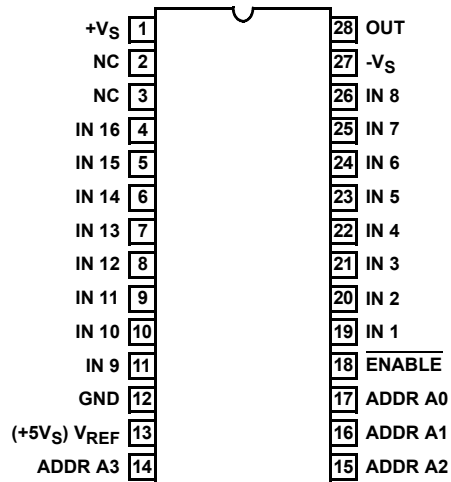 +VS 1 28 OUT
NC 2 27 -VS
NC 3 26 IN 8
IN 16 4 25 IN 7
IN 15 5 24 IN 6
IN 14 6 23 IN 5
IN 13 7 22 IN 4
IN 12 8 21 IN 3
IN 11 9 20 IN 2
IN 10 10 19 IN 1
IN 9 11 18 ENABLE
GND 12 17 ADDR A0
(+5VS) VREF 13 16 ADDR A1
ADDR A3 14 15 ADDR A2